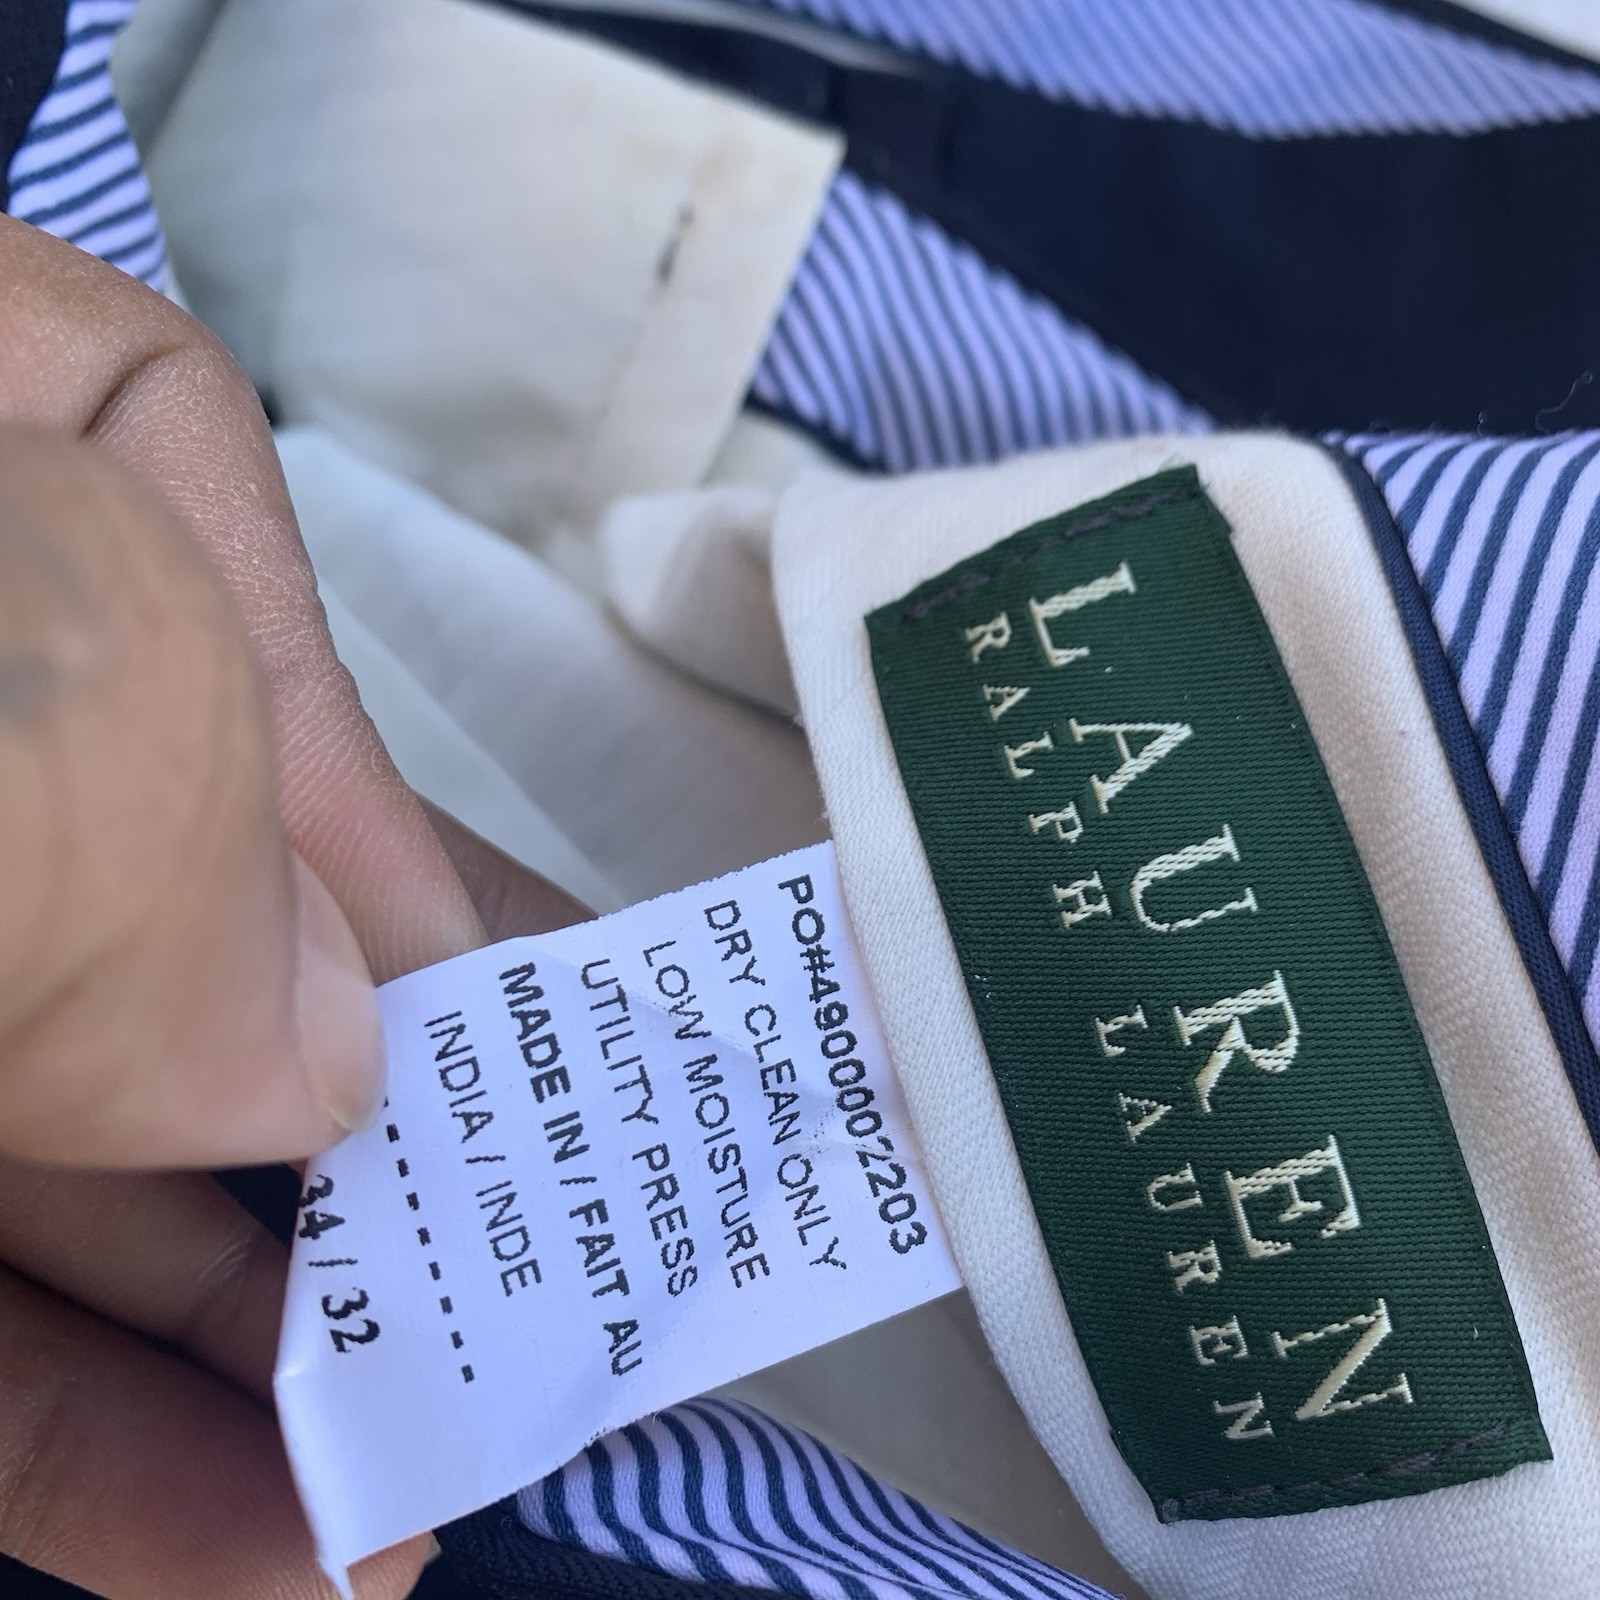 LAUREN
RALPH LAUREN
PO#4900002203
DRY CLEAN ONLY
LOW MOISTURE
UTILITY PRESS
MADE IN / FAIT AU
INDIA / INDE
- - - - - - - - -
34 / 32